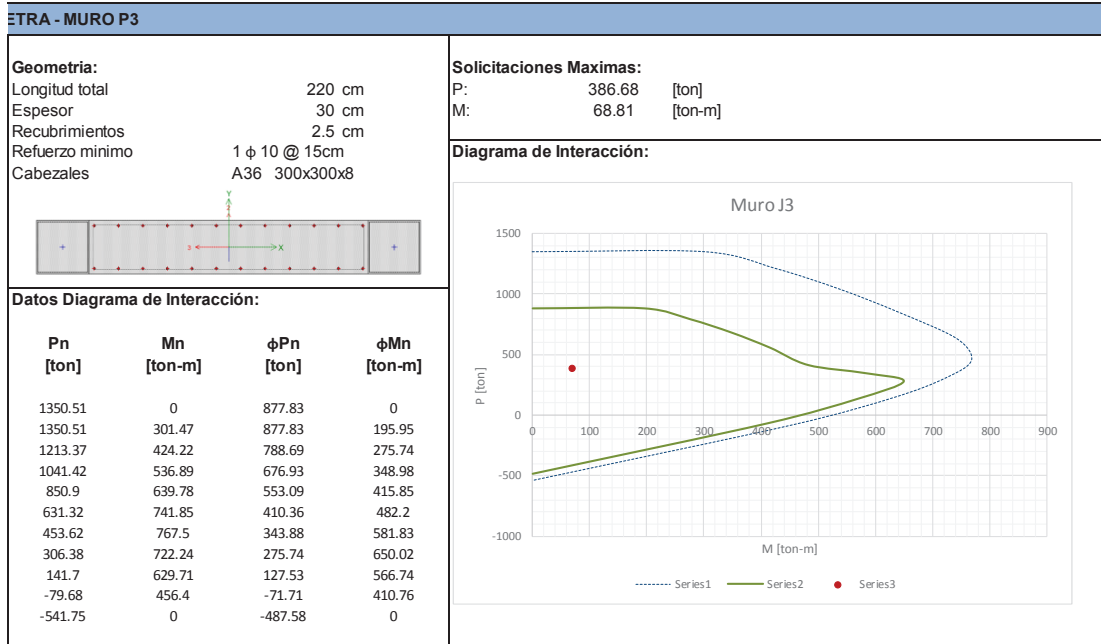 ETRA - MURO P3
Geometria:
Longitud total 220 cm
Espesor 30 cm
Recubrimientos 2.5 cm
Refuerzo minimo 1 ϕ 10 @ 15cm
Cabezales A36 300x300x8
Y
2
3
X
Datos Diagrama de Interacción:
Pn Mn ϕPn ϕMn
[ton] [ton-m] [ton] [ton-m]
1350.51 0 877.83 0
1350.51 301.47 877.83 195.95
1213.37 424.22 788.69 275.74
1041.42 536.89 676.93 348.98
850.9 639.78 553.09 415.85
631.32 741.85 410.36 482.2
453.62 767.5 343.88 581.83
306.38 722.24 275.74 650.02
141.7 629.71 127.53 566.74
-79.68 456.4 -71.71 410.76
-541.75 0 -487.58 0
Solicitaciones Maximas:
P: 386.68 [ton]
M: 68.81 [ton-m]
Diagrama de Interacción:
Muro J3
1500
1000
500
0
-500
-1000
P [ton]
0 100 200 300 400 500 600 700 800 900
M [ton-m]
Series1 Series2 Series3